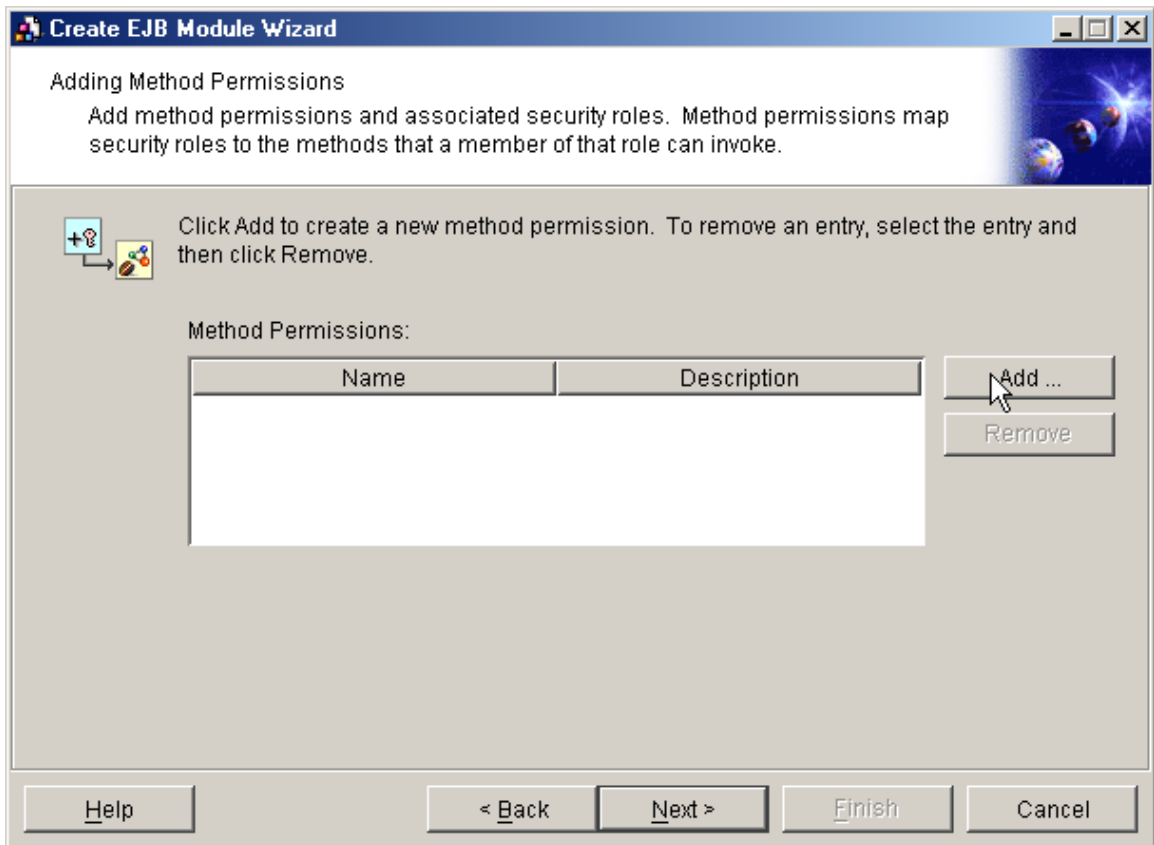 Create EJB Module Wizard
Adding Method Permissions
Add method permissions and associated security roles. Method permissions map
security roles to the methods that a member of that role can invoke.
Click Add to create a new method permission. To remove an entry, select the entry and
then click Remove.
Method Permissions:
Name Description
Add ...
Remove
Help < Back Next > Finish Cancel